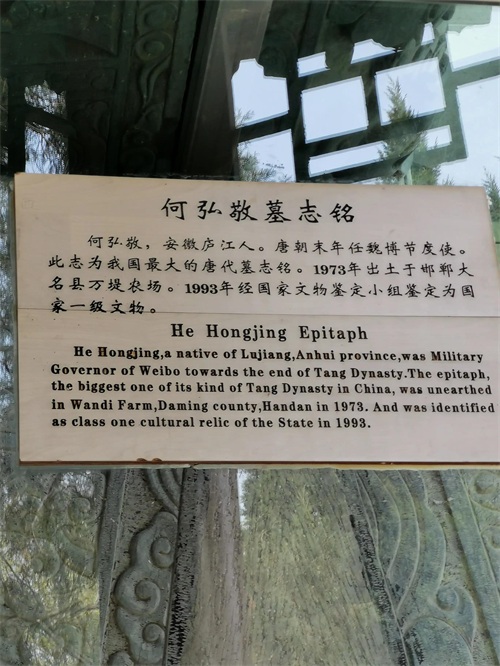 何弘敬墓志铭
何弘敬，安徽庐江人。唐朝末年任魏博节度使。
此志为我国最大的唐代墓志铭。1973年出土于邯郸大
名县万堤农场。1993年经国家文物鉴定小组鉴定为国
家一级文物。
He Hongjing Epitaph
He Hongjing,a native of Lujiang,Anhui province,was Military
Governor of Weibo towards the end of Tang Dynasty.The epitaph,
the biggest one of its kind of Tang Dynasty in China, was unearthed
in Wandi Farm,Daming county,Handan in 1973. And was identified
as class one cultural relic of the State in 1993.